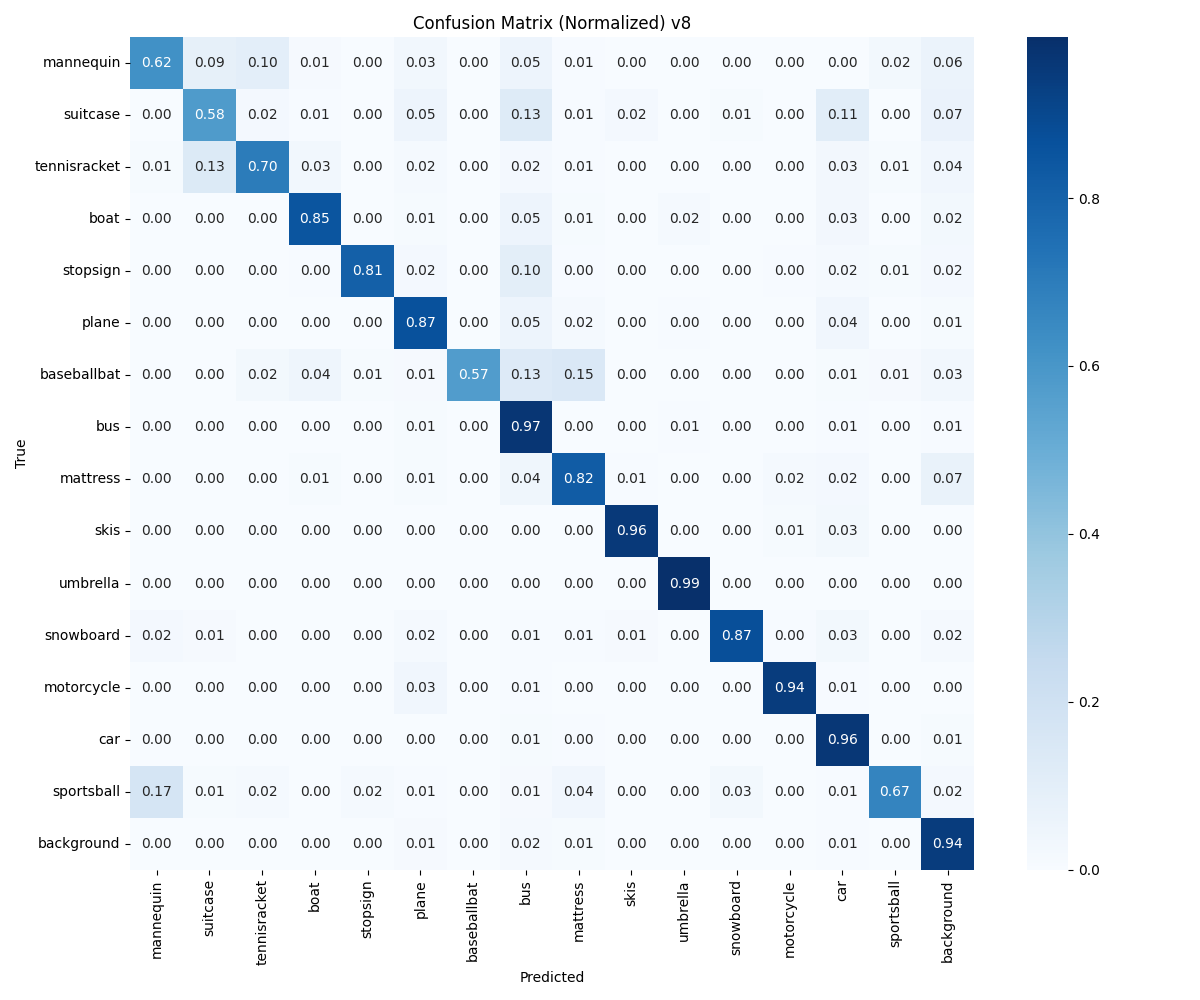 Confusion Matrix (Normalized) v8
mannequin 0.62 0.09 0.10 0.01 0.00 0.03 0.00 0.05 0.01 0.00 0.00 0.00 0.00 0.00 0.02 0.06
suitcase 0.00 0.58 0.02 0.01 0.00 0.05 0.00 0.13 0.01 0.02 0.00 0.01 0.00 0.11 0.00 0.07
tennisracket 0.01 0.13 0.70 0.03 0.00 0.02 0.00 0.02 0.01 0.00 0.00 0.00 0.00 0.03 0.01 0.04
boat 0.00 0.00 0.00 0.85 0.00 0.01 0.00 0.05 0.01 0.00 0.02 0.00 0.00 0.03 0.00 0.02
stopsign 0.00 0.00 0.00 0.00 0.81 0.02 0.00 0.10 0.00 0.00 0.00 0.00 0.00 0.02 0.01 0.02
plane 0.00 0.00 0.00 0.00 0.00 0.87 0.00 0.05 0.02 0.00 0.00 0.00 0.00 0.04 0.00 0.01
baseballbat 0.00 0.00 0.02 0.04 0.01 0.01 0.57 0.13 0.15 0.00 0.00 0.00 0.00 0.01 0.01 0.03
bus 0.00 0.00 0.00 0.00 0.00 0.01 0.00 0.97 0.00 0.00 0.01 0.00 0.00 0.01 0.00 0.01
mattress 0.00 0.00 0.00 0.01 0.00 0.01 0.00 0.04 0.82 0.01 0.00 0.00 0.02 0.02 0.00 0.07
skis 0.00 0.00 0.00 0.00 0.00 0.00 0.00 0.00 0.00 0.96 0.00 0.00 0.01 0.03 0.00 0.00
umbrella 0.00 0.00 0.00 0.00 0.00 0.00 0.00 0.00 0.00 0.00 0.99 0.00 0.00 0.00 0.00 0.00
snowboard 0.02 0.01 0.00 0.00 0.00 0.02 0.00 0.01 0.01 0.01 0.00 0.87 0.00 0.03 0.00 0.02
motorcycle 0.00 0.00 0.00 0.00 0.00 0.03 0.00 0.01 0.00 0.00 0.00 0.00 0.94 0.01 0.00 0.00
car 0.00 0.00 0.00 0.00 0.00 0.00 0.00 0.01 0.00 0.00 0.00 0.00 0.00 0.96 0.00 0.01
sportsball 0.17 0.01 0.02 0.00 0.02 0.01 0.00 0.01 0.04 0.00 0.00 0.03 0.00 0.01 0.67 0.02
background 0.00 0.00 0.00 0.00 0.00 0.01 0.00 0.02 0.01 0.00 0.00 0.00 0.00 0.01 0.00 0.94
True
mannequin
suitcase
tennisracket
boat
stopsign
plane
baseballbat
bus
mattress
skis
umbrella
snowboard
motorcycle
car
sportsball
background
Predicted
0.8
0.6
0.4
0.2
0.0